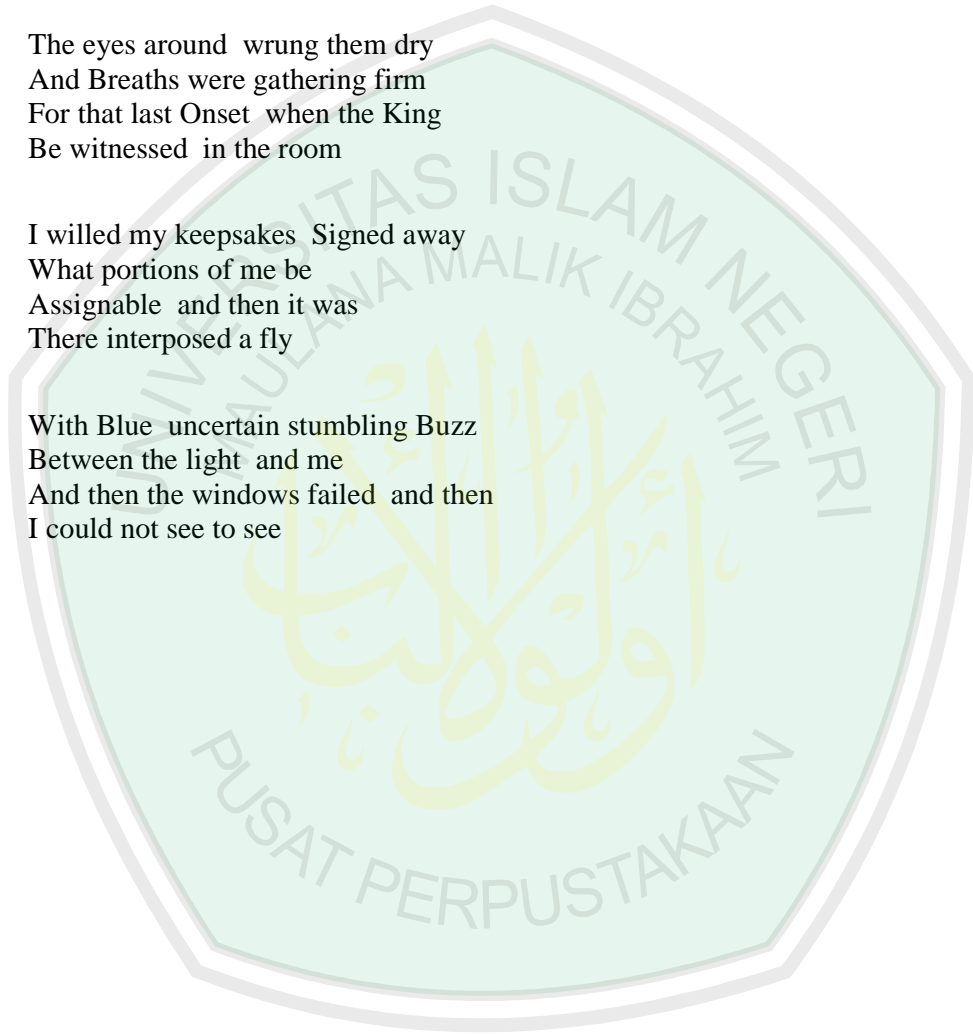 The eyes around  wrung them dry
And Breaths were gathering firm
For that last Onset  when the King
Be witnessed  in the room
I willed my keepsakes  Signed away
What portions of me be
Assignable  and then it was
There interposed a fly
With Blue  uncertain stumbling Buzz
Between the light  and me
And then the windows failed  and then
I could not see to see
UNIVERSITAS ISLAM NEGERI
MAULANA MALIK IBRAHIM
أولوا الألباب
PUSAT PERPUSTAKAAN